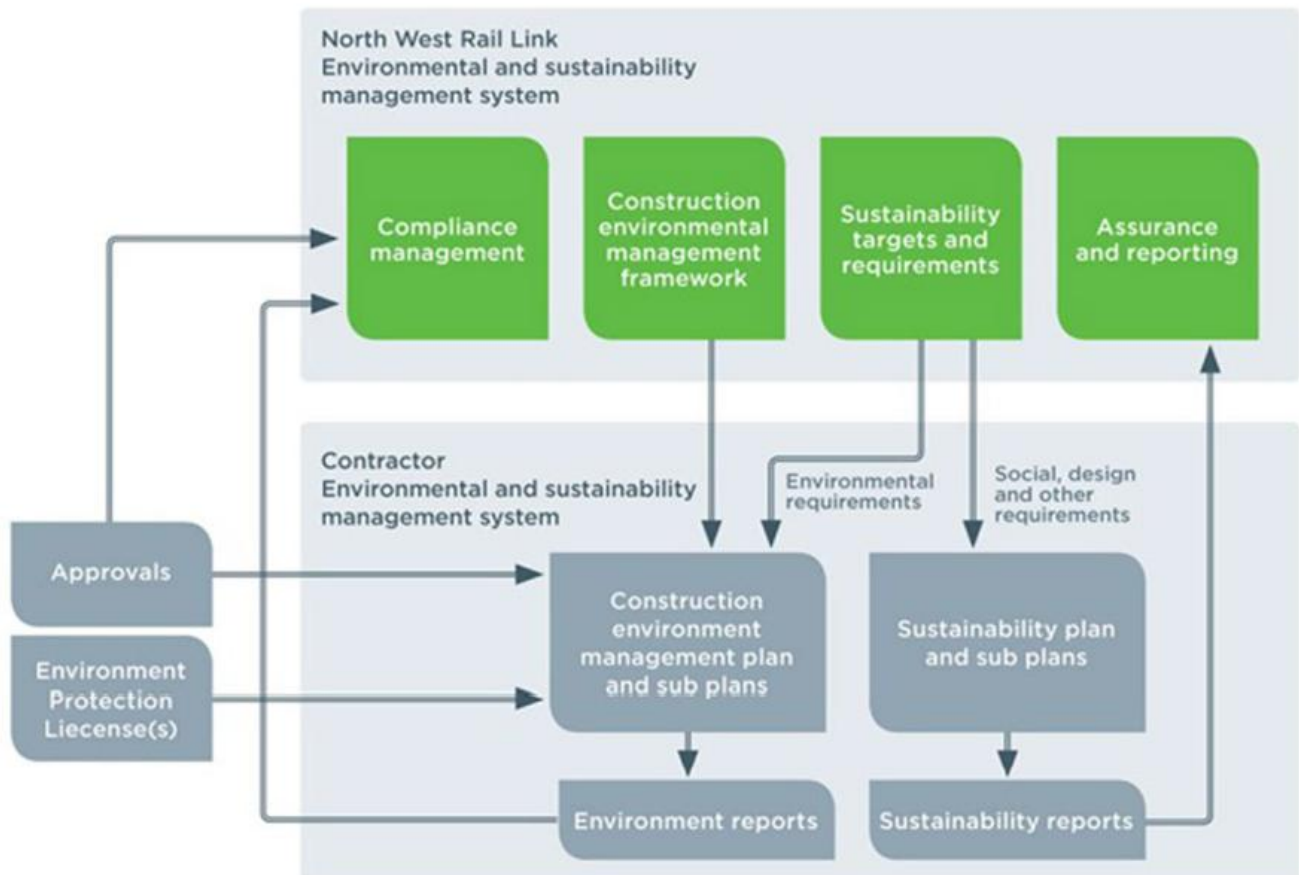 North West Rail Link
Environmental and sustainability
management system
Compliance
management
Construction
environmental
management
framework
Sustainability
targets and
requirements
Assurance
and reporting
Contractor
Environmental and sustainability
management system
Environmental
requirements
Social, design
and other
requirements
Approvals
Environment
Protection
Liecense(s)
Construction
environment
management plan
and sub plans
Sustainability plan
and sub plans
Environment reports
Sustainability reports